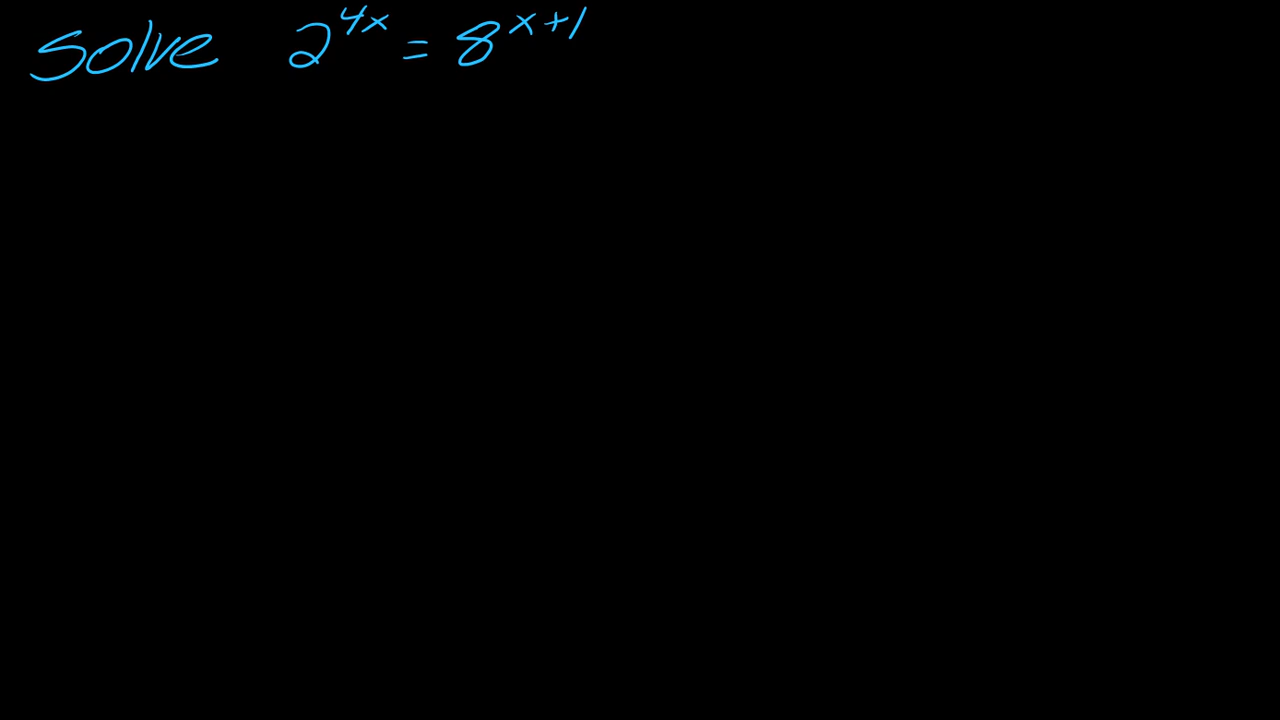 Solve 2^{4x} = 8^{x+1}